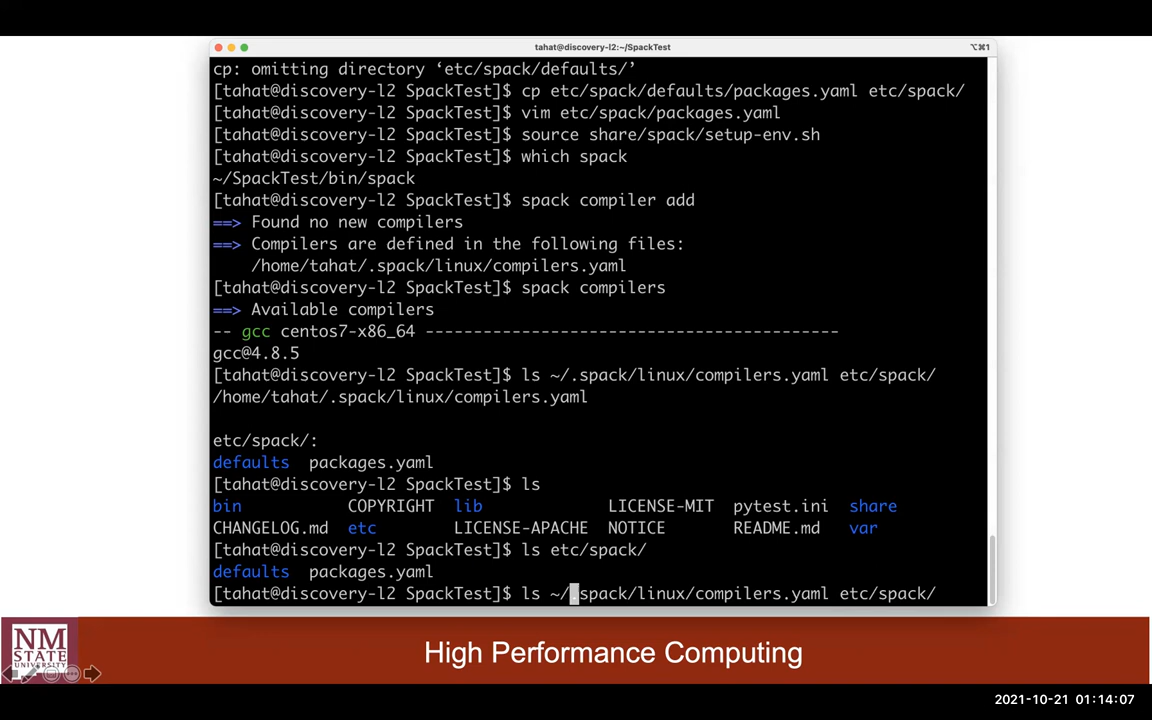 tahat@discovery-l2:~/SpackTest
⌥⌘1
cp: omitting directory ‘etc/spack/defaults/’
[tahat@discovery-l2 SpackTest]$ cp etc/spack/defaults/packages.yaml etc/spack/
[tahat@discovery-l2 SpackTest]$ vim etc/spack/packages.yaml
[tahat@discovery-l2 SpackTest]$ source share/spack/setup-env.sh
[tahat@discovery-l2 SpackTest]$ which spack
~/SpackTest/bin/spack
[tahat@discovery-l2 SpackTest]$ spack compiler add
==> Found no new compilers
==> Compilers are defined in the following files:
    /home/tahat/.spack/linux/compilers.yaml
[tahat@discovery-l2 SpackTest]$ spack compilers
==> Available compilers
-- gcc centos7-x86_64 -------------------------------------------
gcc@4.8.5
[tahat@discovery-l2 SpackTest]$ ls ~/.spack/linux/compilers.yaml etc/spack/
/home/tahat/.spack/linux/compilers.yaml
etc/spack/:
defaults  packages.yaml
[tahat@discovery-l2 SpackTest]$ ls
bin           COPYRIGHT  lib             LICENSE-MIT  pytest.ini  share
CHANGELOG.md  etc        LICENSE-APACHE  NOTICE       README.md   var
[tahat@discovery-l2 SpackTest]$ ls etc/spack/
defaults  packages.yaml
[tahat@discovery-l2 SpackTest]$ ls ~/.spack/linux/compilers.yaml etc/spack/
NM
STATE
UNIVERSITY
High Performance Computing
2021-10-21 01:14:07